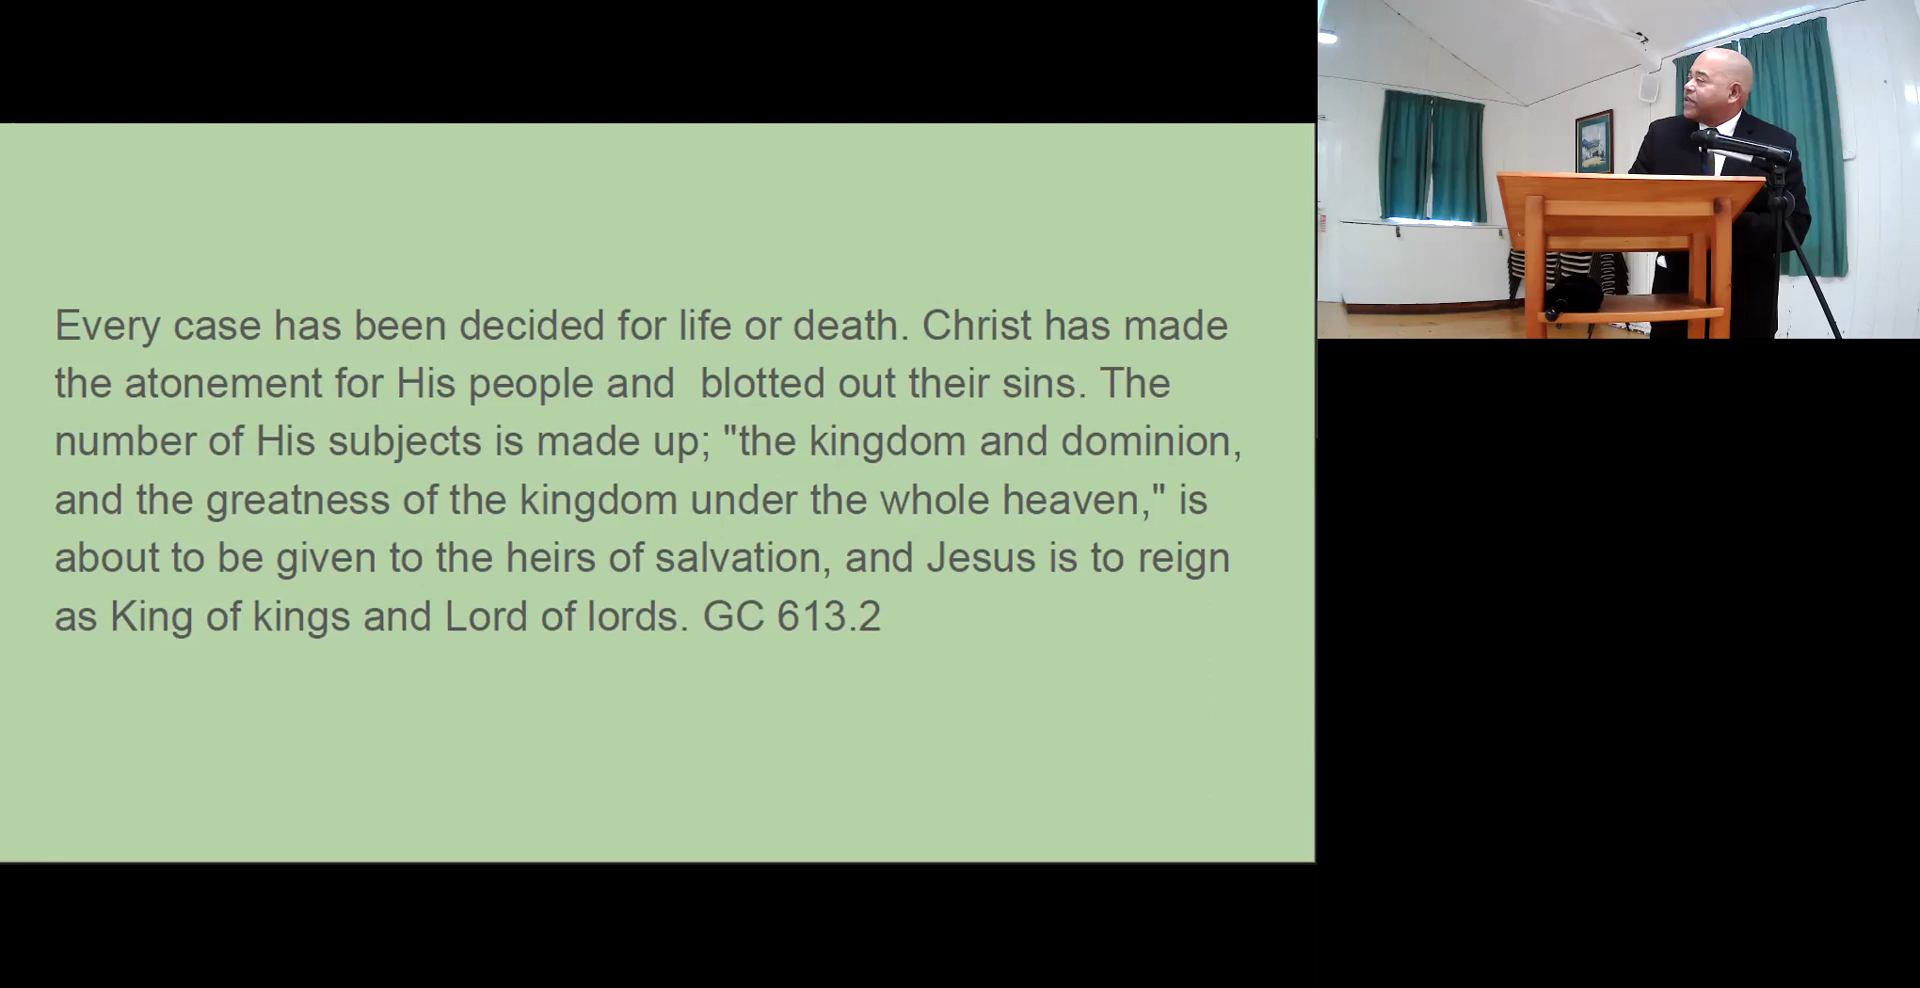 Every case has been decided for life or death. Christ has made
the atonement for His people and  blotted out their sins. The
number of His subjects is made up; "the kingdom and dominion,
and the greatness of the kingdom under the whole heaven," is
about to be given to the heirs of salvation, and Jesus is to reign
as King of kings and Lord of lords. GC 613.2